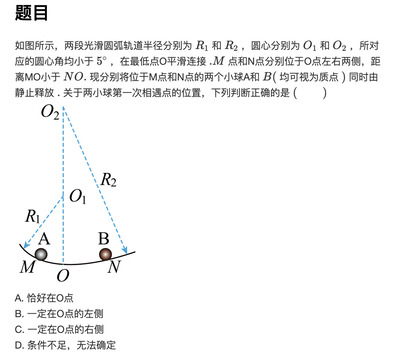 题目
如图所示，两段光滑圆弧轨道半径分别为 R₁ 和 R₂ ，圆心分别为 O₁ 和 O₂ ，所对
应的圆心角均小于 5° ，在最低点O平滑连接 .M 点和N点分别位于O点左右两侧，距
离MO小于 NO. 现分别将位于M点和N点的两个小球A和 B( 均可视为质点 ) 同时由
静止释放 . 关于两小球第一次相遇点的位置，下列判断正确的是 ( )
O₂
R₂
O₁
R₁
A B
M N
O
A. 恰好在O点
B. 一定在O点的左侧
C. 一定在O点的右侧
D. 条件不足，无法确定